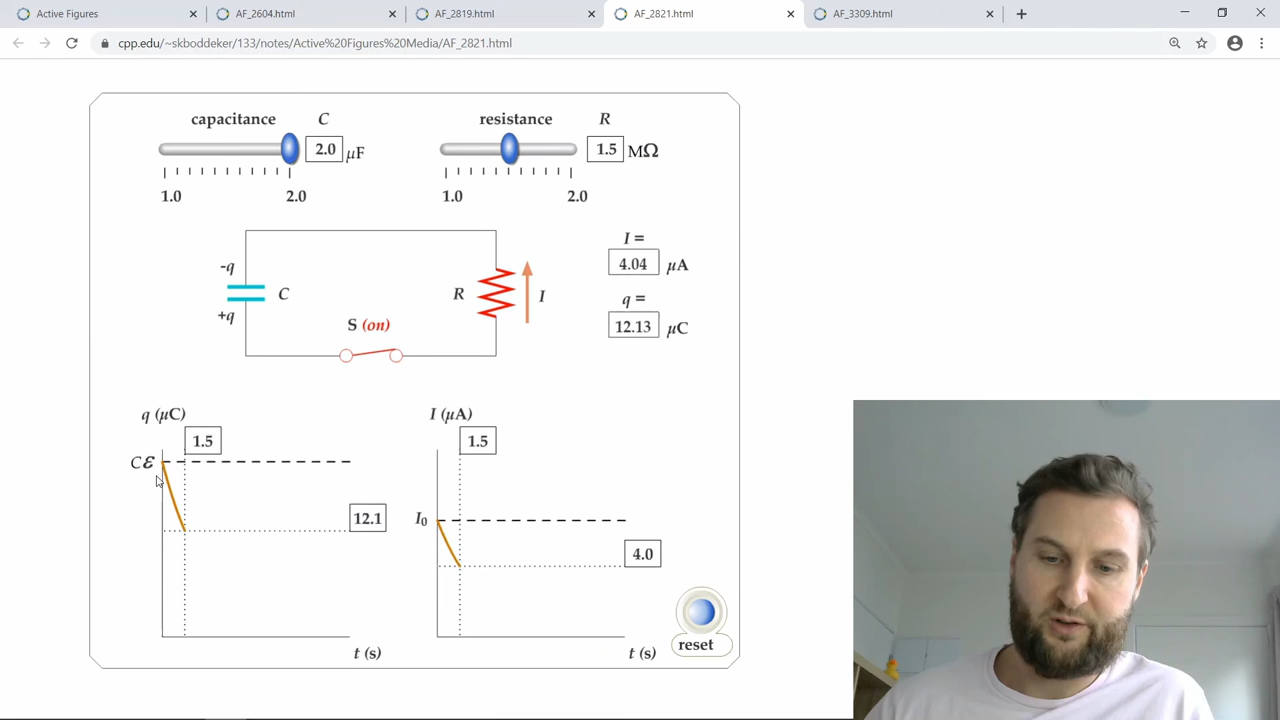 Active Figures
AF_2604.html
AF_2819.html
AF_2821.html
AF_3309.html
cpp.edu/~skboddeker/133/notes/Active%20Figures%20Media/AF_2821.html
capacitance C
2.0 µF
1.0 2.0
resistance R
1.5 MΩ
1.0 2.0
-q
C
+q
S (on)
R
I
I =
4.04 µA
q =
12.13 µC
q (µC)
1.5
Cε
12.1
t (s)
I (µA)
1.5
I₀
4.0
t (s)
reset